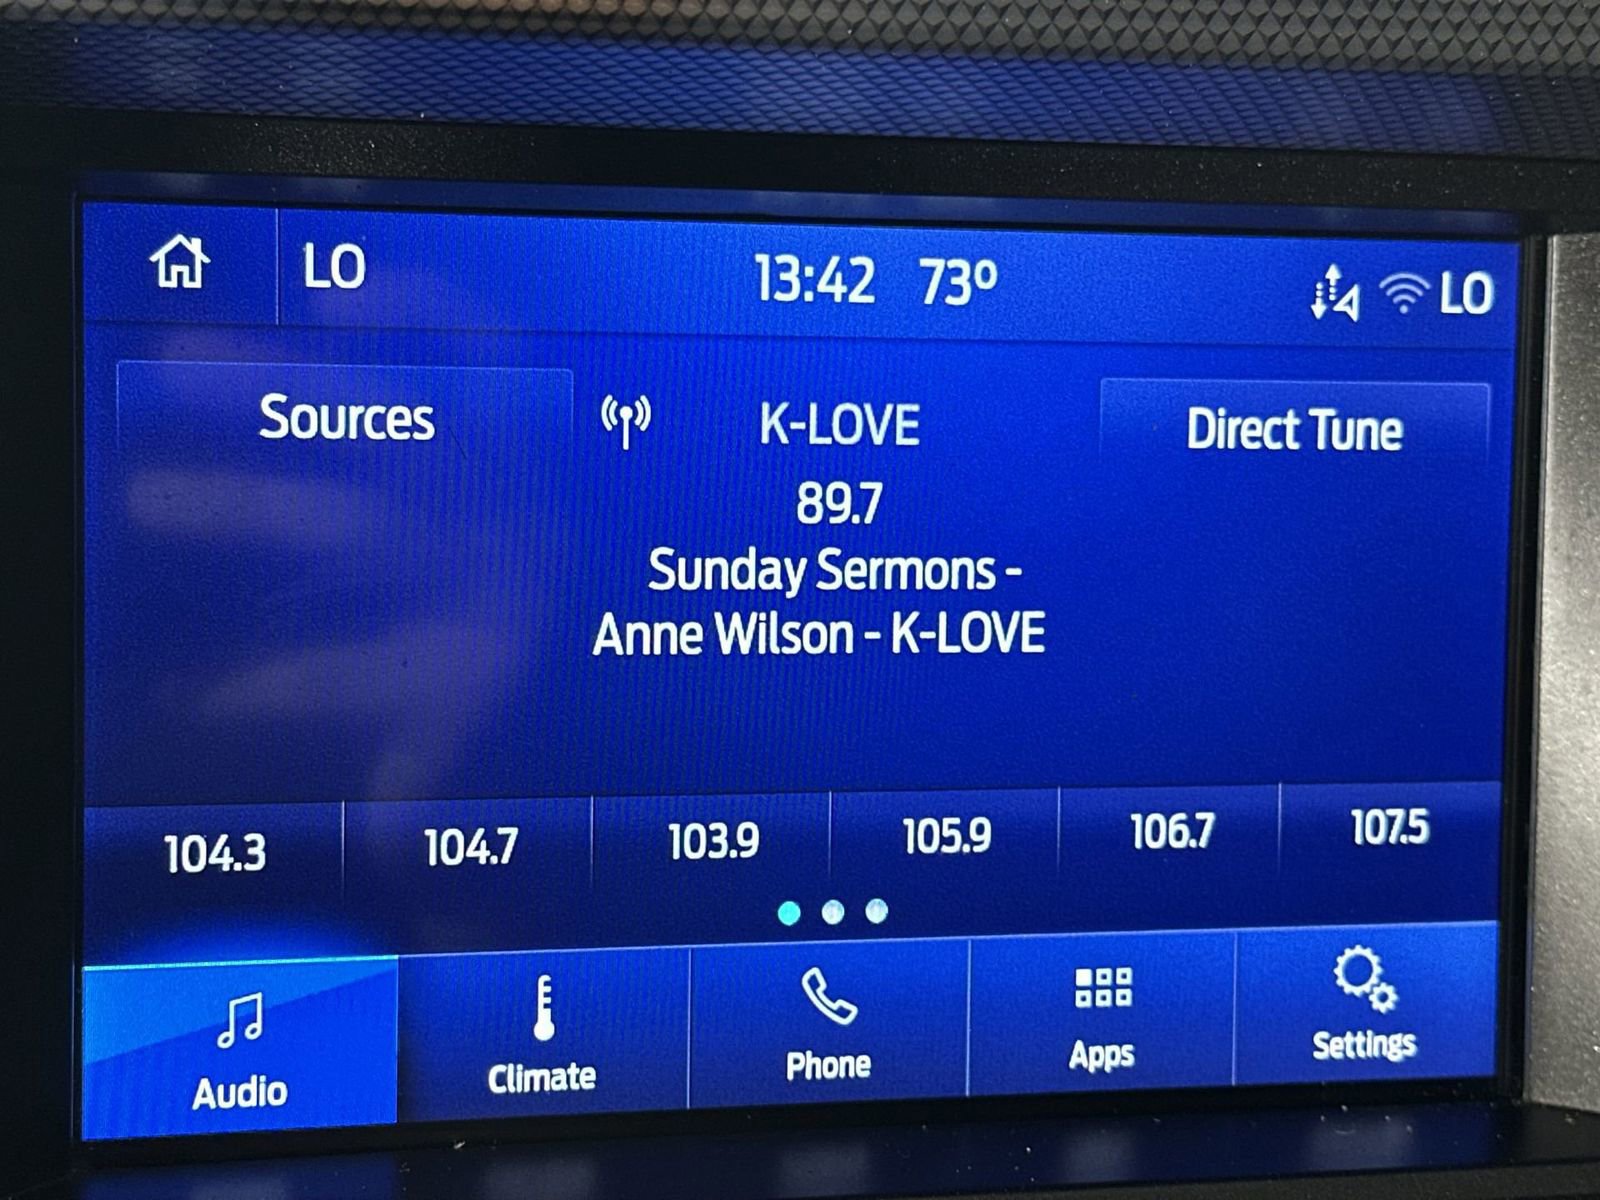 LO 13:42 73º LO
Sources K-LOVE Direct Tune
89.7
Sunday Sermons -
Anne Wilson - K-LOVE
104.3 104.7 103.9 105.9 106.7 107.5
Audio Climate Phone Apps Settings